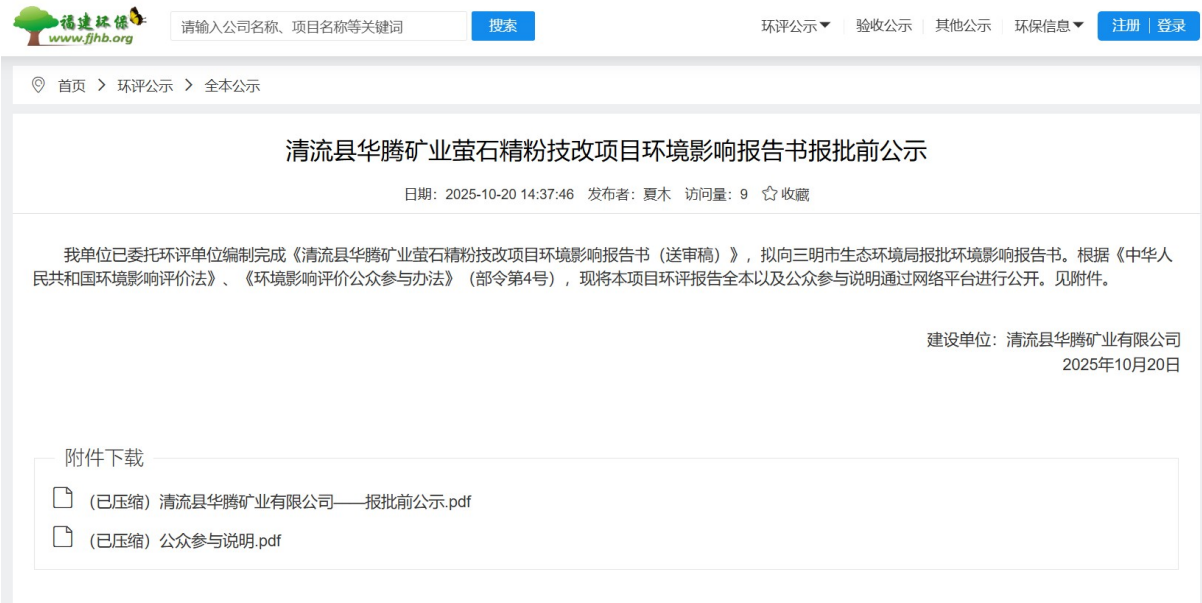 福建环保
www.fjhb.org
请输入公司名称、项目名称等关键词
搜索
环评公示 验收公示 其他公示 环保信息 注册 登录
首页 > 环评公示 > 全本公示
清流县华腾矿业萤石精粉技改项目环境影响报告书报批前公示
日期：2025-10-20 14:37:46 发布者：夏木 访问量：9 收藏
我单位已委托环评单位编制完成《清流县华腾矿业萤石精粉技改项目环境影响报告书（送审稿）》，拟向三明市生态环境局报批环境影响报告书。根据《中华人
民共和国环境影响评价法》、《环境影响评价公众参与办法》（部令第4号），现将本项目环评报告全本以及公众参与说明通过网络平台进行公开。见附件。
建设单位：清流县华腾矿业有限公司
2025年10月20日
附件下载
（已压缩）清流县华腾矿业有限公司——报批前公示.pdf
（已压缩）公众参与说明.pdf